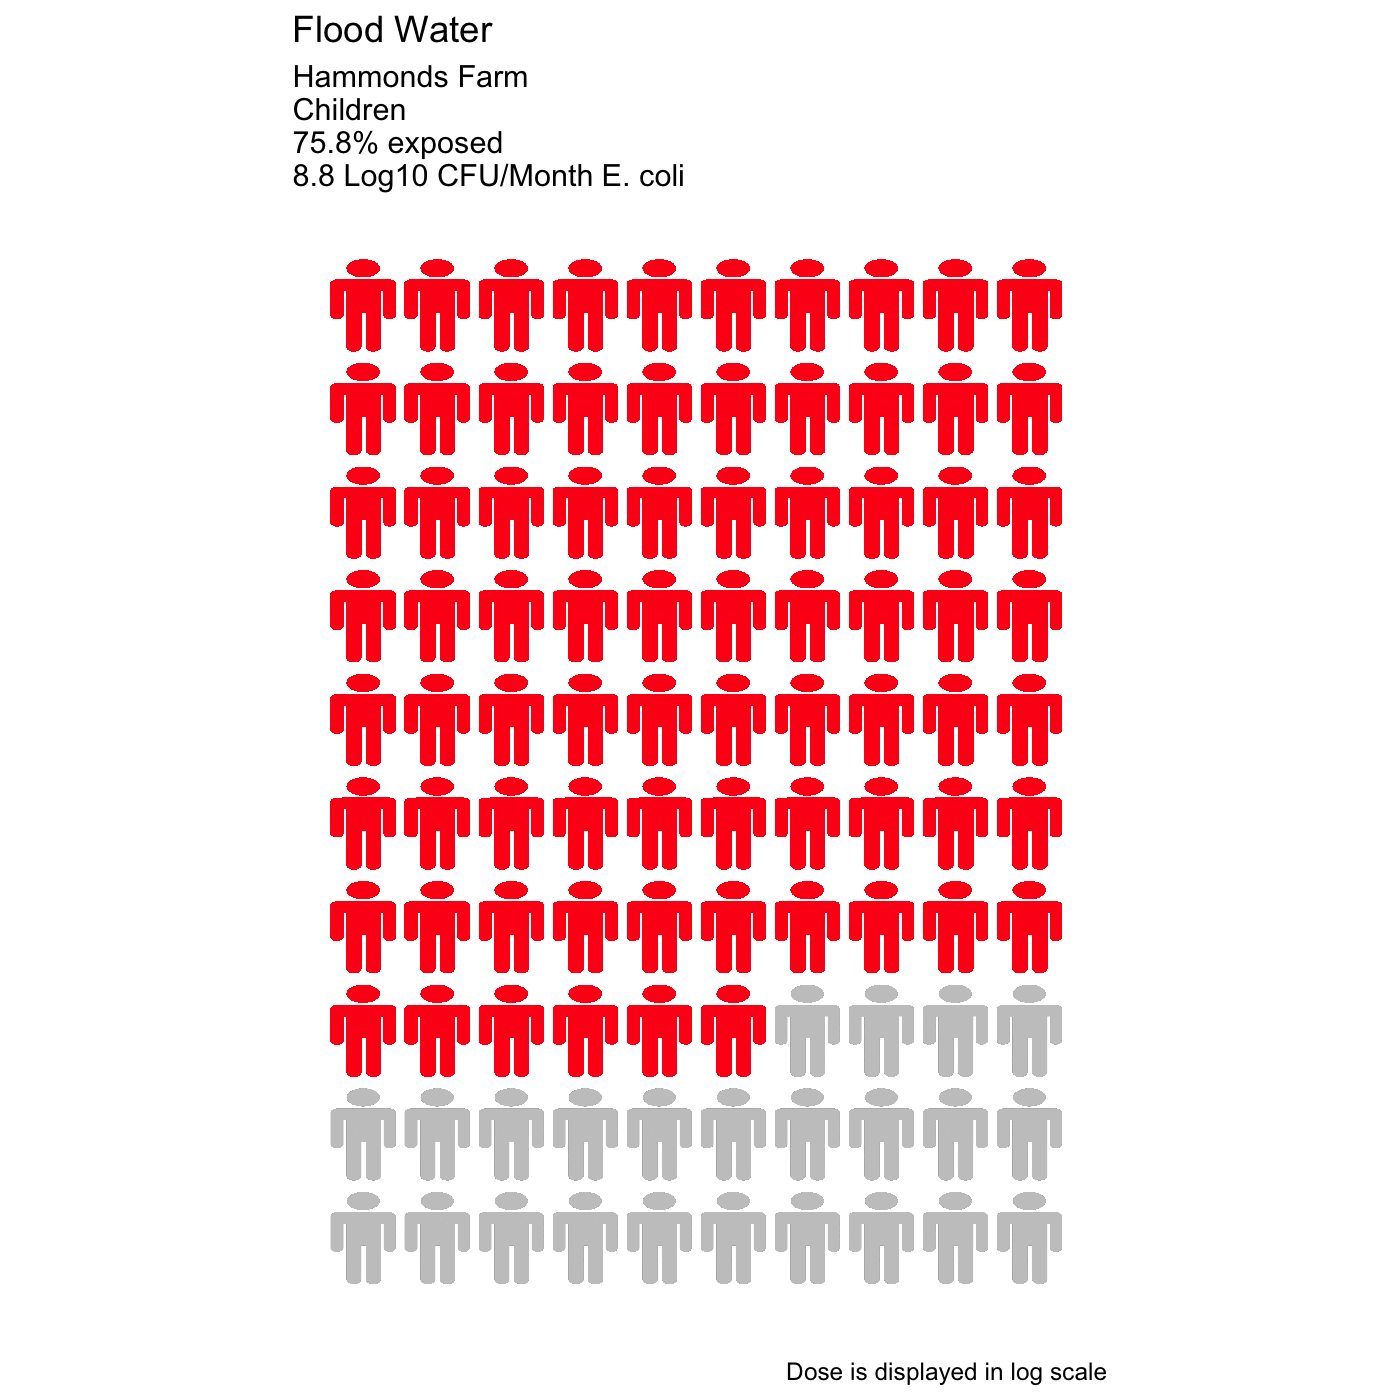 Flood Water
Hammonds Farm
Children
75.8% exposed
8.8 Log10 CFU/Month E. coli
Dose is displayed in log scale